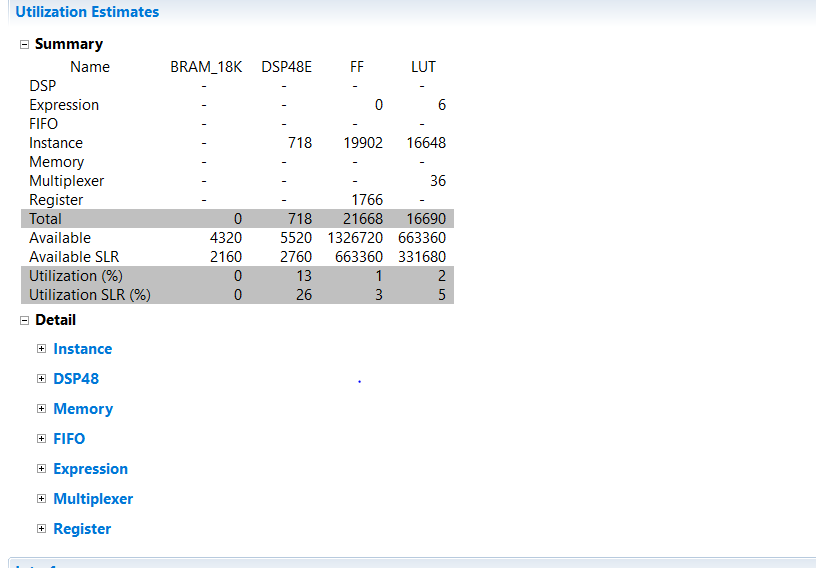 Utilization Estimates
Summary
Name BRAM_18K DSP48E FF LUT
DSP - - - -
Expression - - 0 6
FIFO - - - -
Instance - 718 19902 16648
Memory - - - -
Multiplexer - - - 36
Register - - 1766 -
Total 0 718 21668 16690
Available 4320 5520 1326720 663360
Available SLR 2160 2760 663360 331680
Utilization (%) 0 13 1 2
Utilization SLR (%) 0 26 3 5
Detail
Instance
DSP48
Memory
FIFO
Expression
Multiplexer
Register